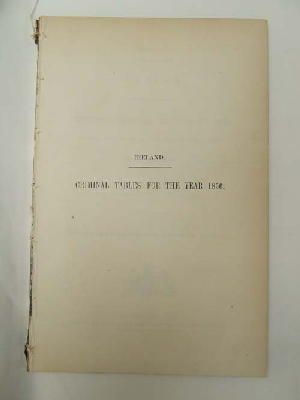 IRELAND.
CRIMINAL TABLES FOR THE YEAR 1856.